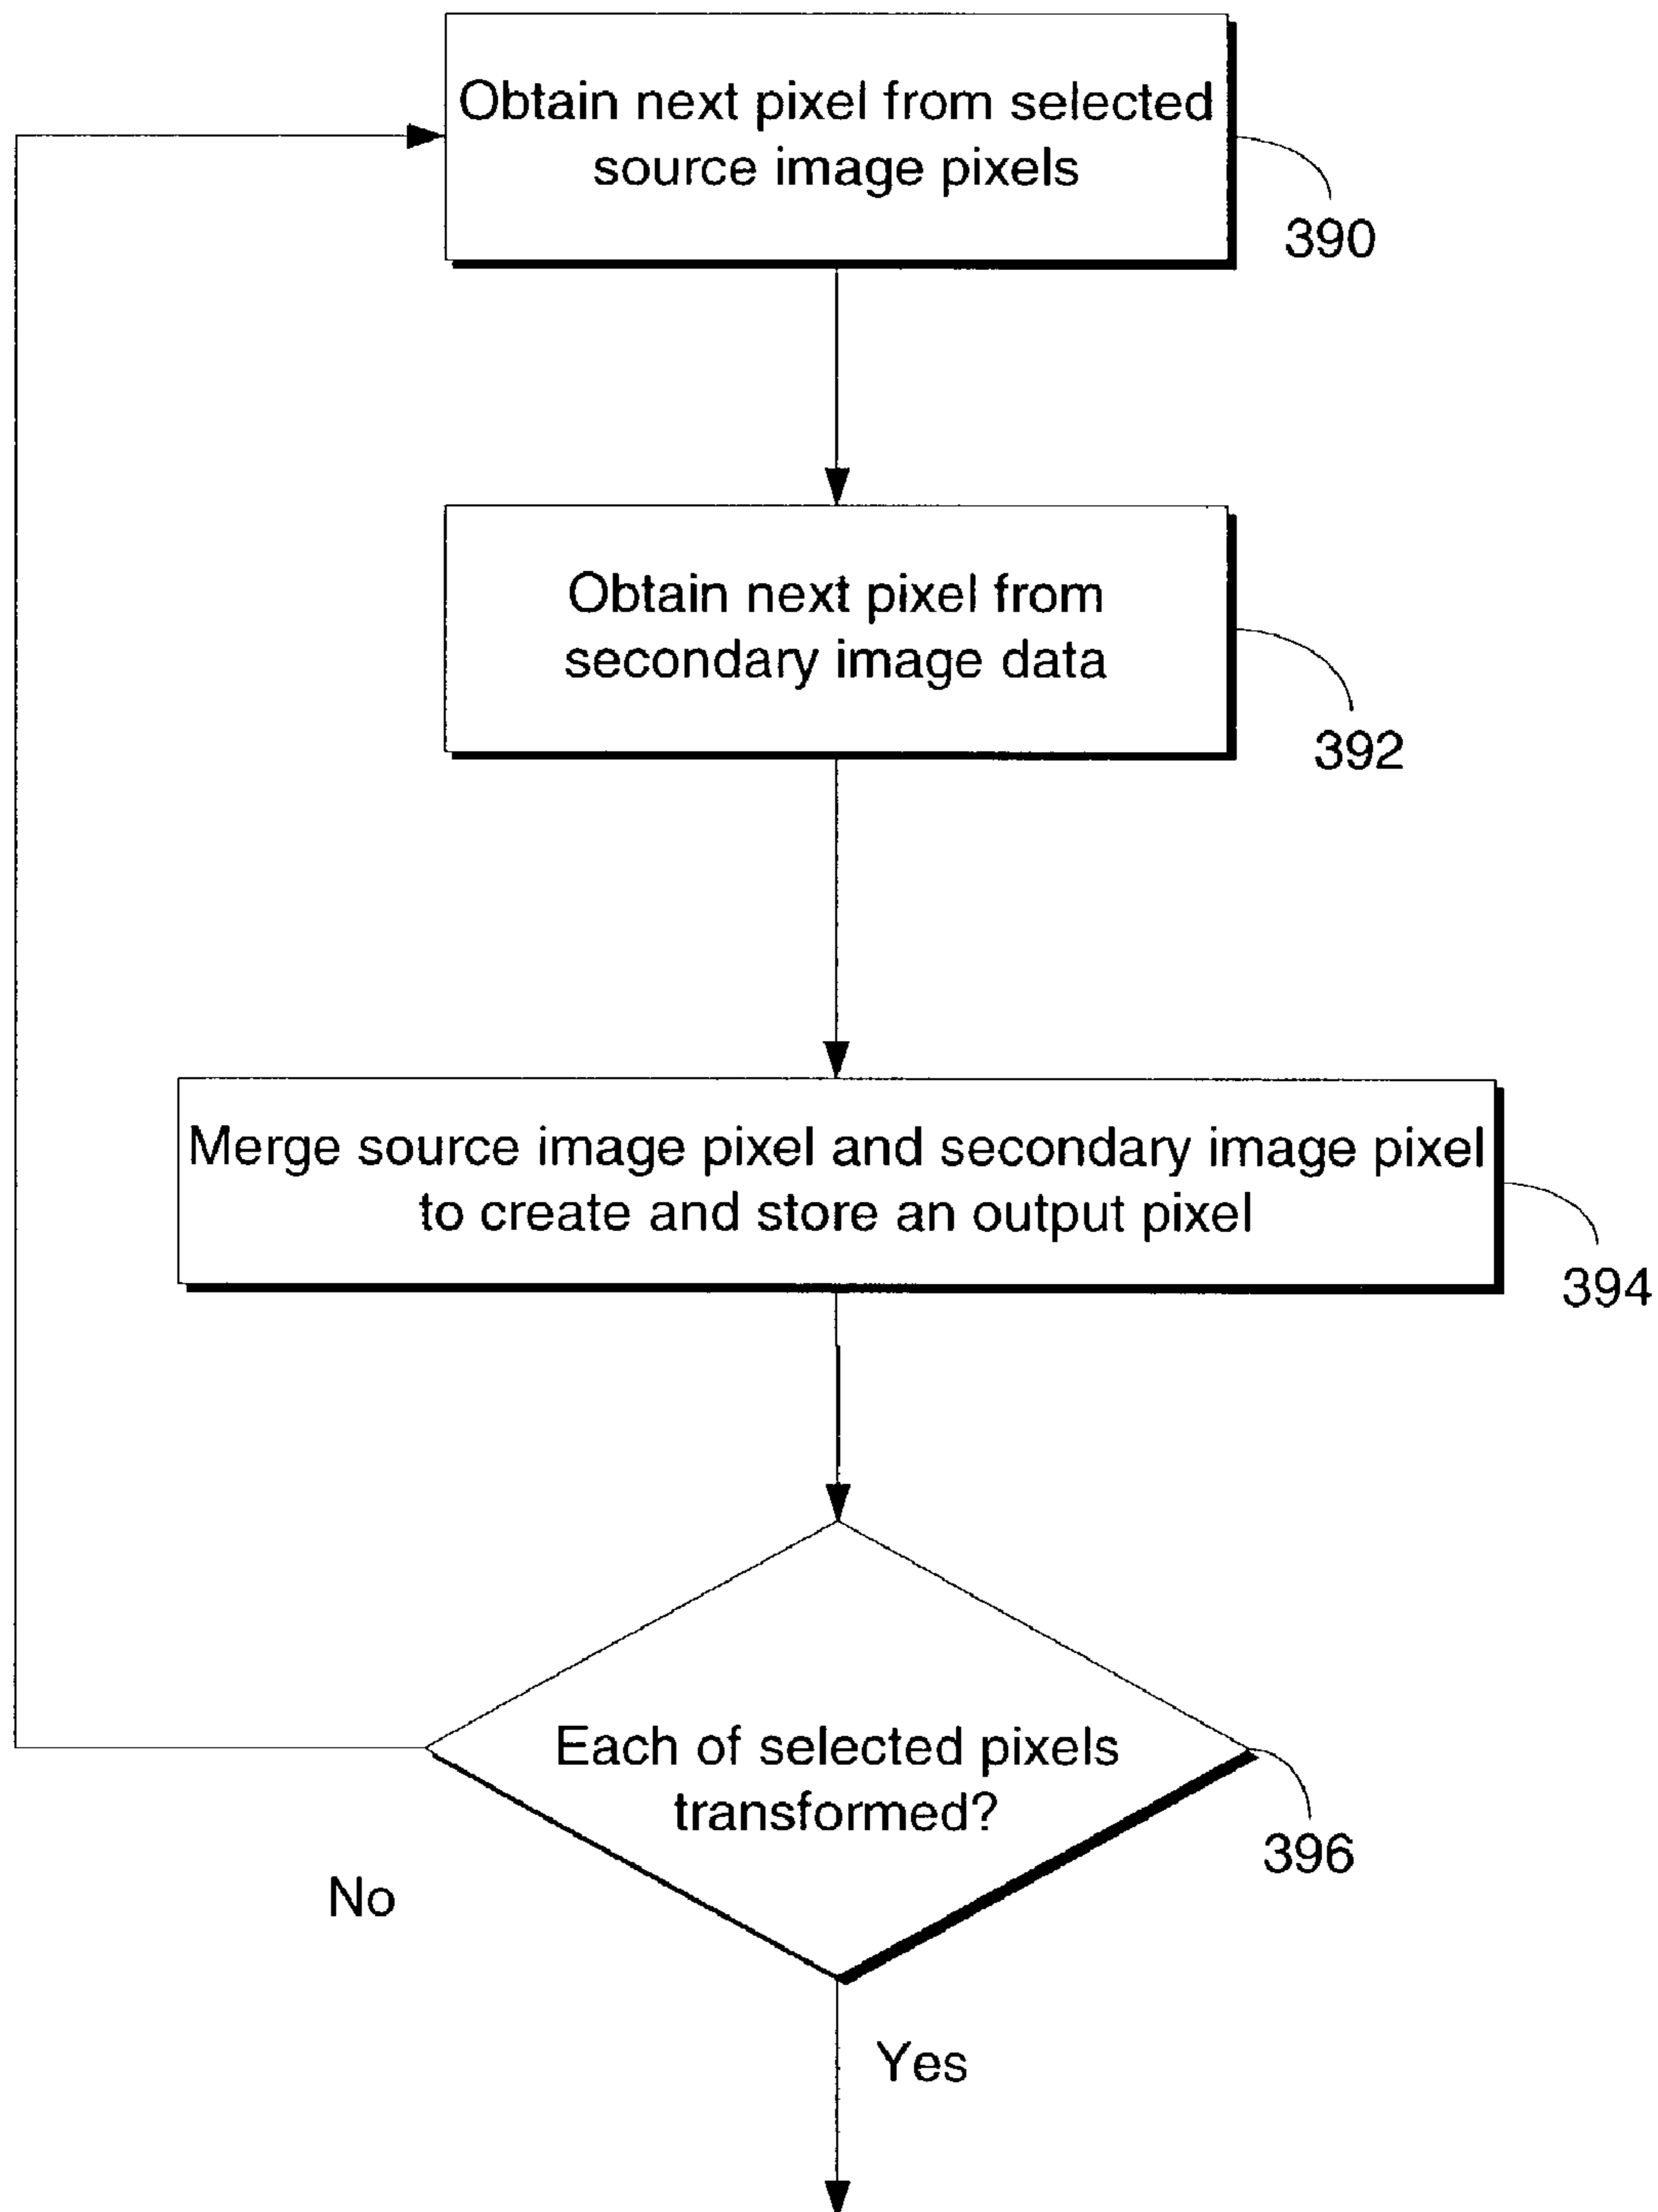 Obtain next pixel from selected
source image pixels
390
Obtain next pixel from
secondary image data
392
Merge source image pixel and secondary image pixel
to create and store an output pixel
394
Each of selected pixels
transformed?
396
No
Yes